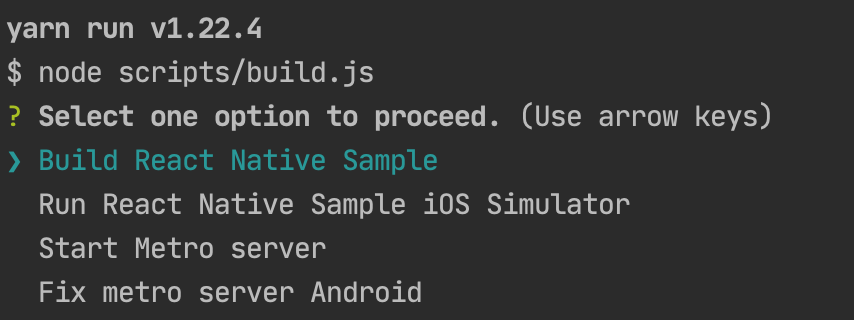 yarn run v1.22.4
$ node scripts/build.js
? Select one option to proceed. (Use arrow keys)
❯ Build React Native Sample
  Run React Native Sample iOS Simulator
  Start Metro server
  Fix metro server Android